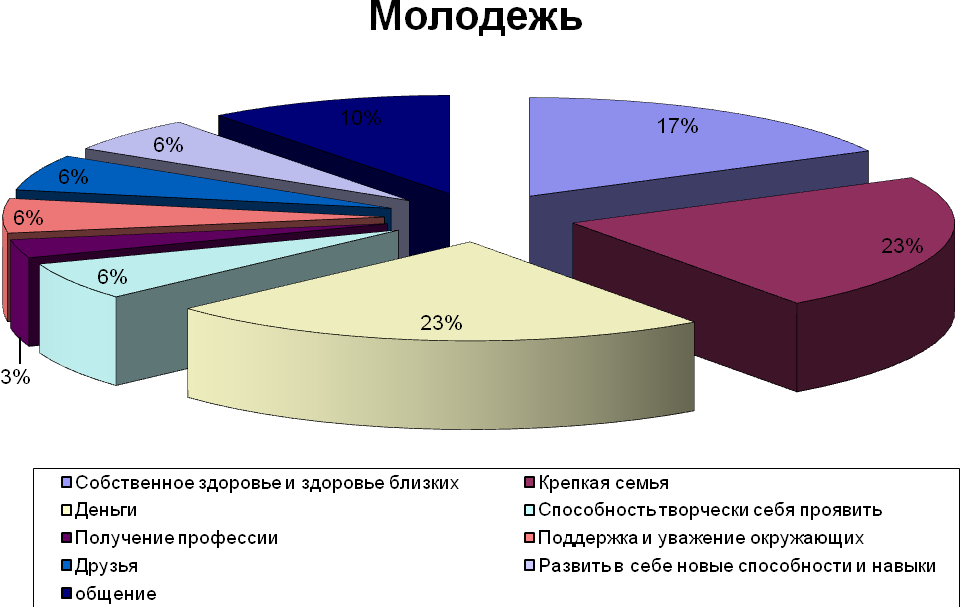 Молодежь
10%
17%
6%
6%
6%
23%
6%
23%
3%
Собственное здоровье и здоровье близких
Крепкая семья
Деньги
Способность творчески себя проявить
Получение профессии
Поддержка и уважение окружающих
Друзья
Развить в себе новые способности и навыки
общение